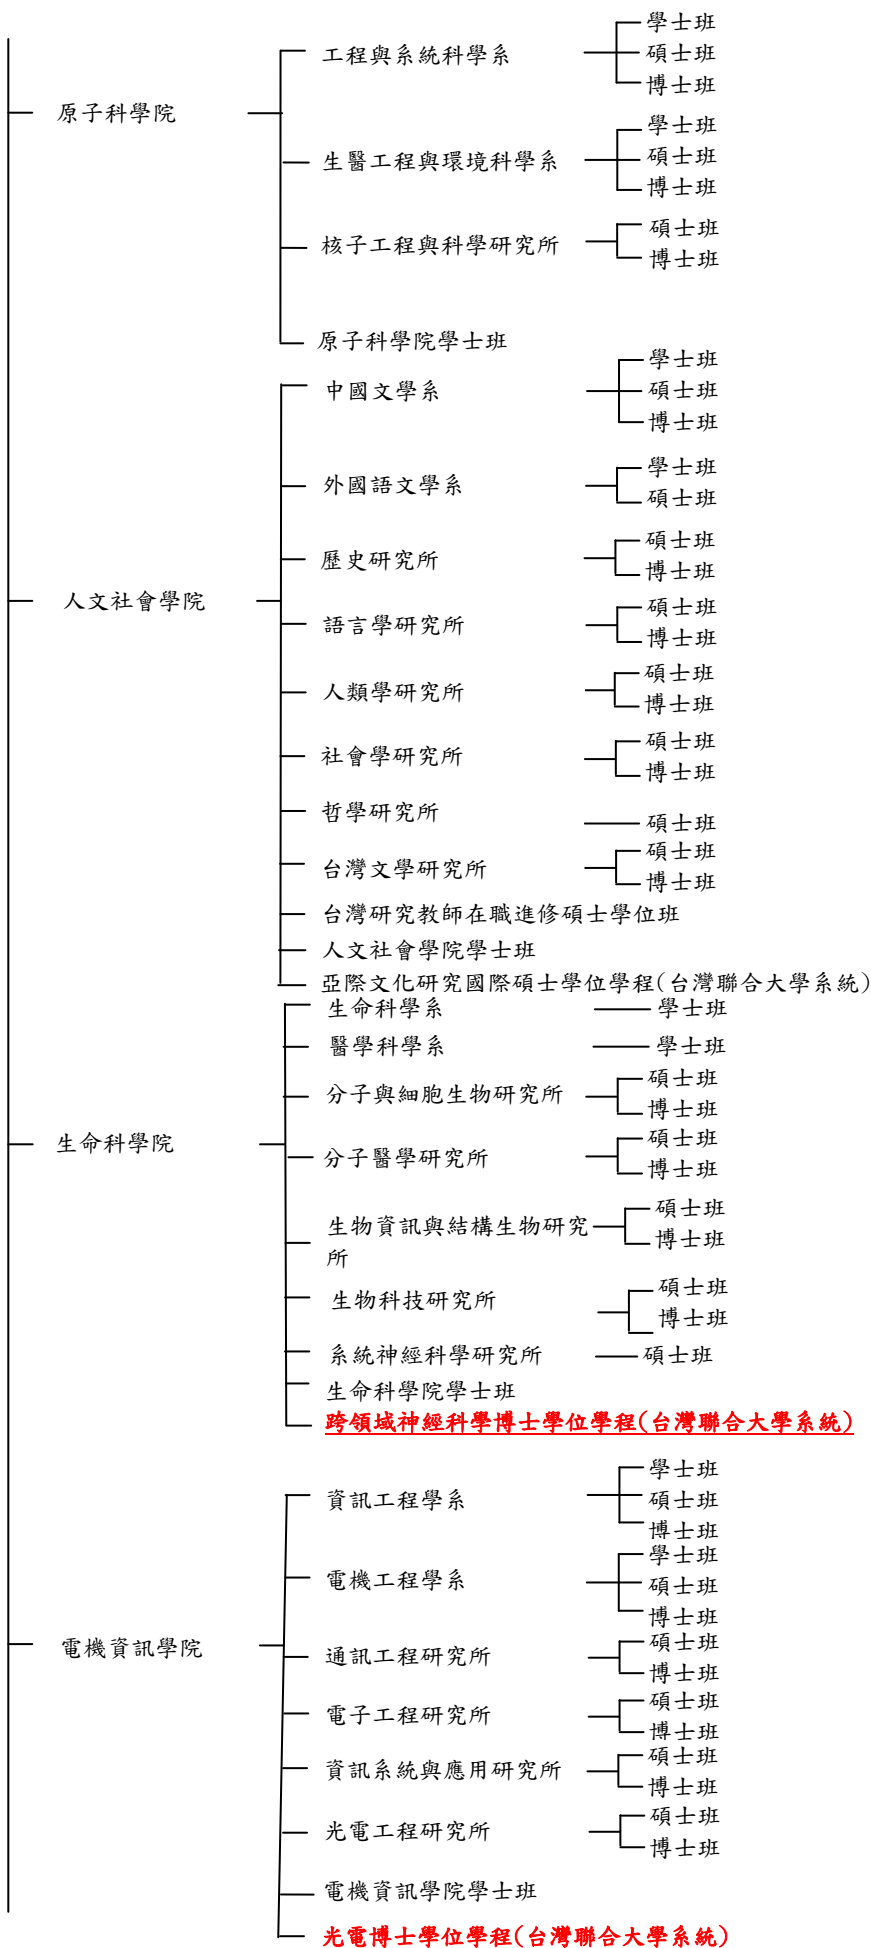 原子科學院
工程與系統科學系
學士班
碩士班
博士班
生醫工程與環境科學系
學士班
碩士班
博士班
核子工程與科學研究所
碩士班
博士班
原子科學院學士班
人文社會學院
中國文學系
學士班
碩士班
博士班
外國語文學系
學士班
碩士班
歷史研究所
碩士班
博士班
語言學研究所
碩士班
博士班
人類學研究所
碩士班
博士班
社會學研究所
碩士班
博士班
哲學研究所
碩士班
台灣文學研究所
碩士班
博士班
台灣研究教師在職進修碩士學位班
人文社會學院學士班
亞際文化研究國際碩士學位學程(台灣聯合大學系統)
生命科學院
生命科學系
學士班
醫學科學系
學士班
分子與細胞生物研究所
碩士班
博士班
分子醫學研究所
碩士班
博士班
生物資訊與結構生物研究
所
碩士班
博士班
生物科技研究所
碩士班
博士班
系統神經科學研究所
碩士班
生命科學院學士班
跨領域神經科學博士學位學程(台灣聯合大學系統)
電機資訊學院
資訊工程學系
學士班
碩士班
博士班
電機工程學系
學士班
碩士班
博士班
通訊工程研究所
碩士班
博士班
電子工程研究所
碩士班
博士班
資訊系統與應用研究所
碩士班
博士班
光電工程研究所
碩士班
博士班
電機資訊學院學士班
光電博士學位學程(台灣聯合大學系統)